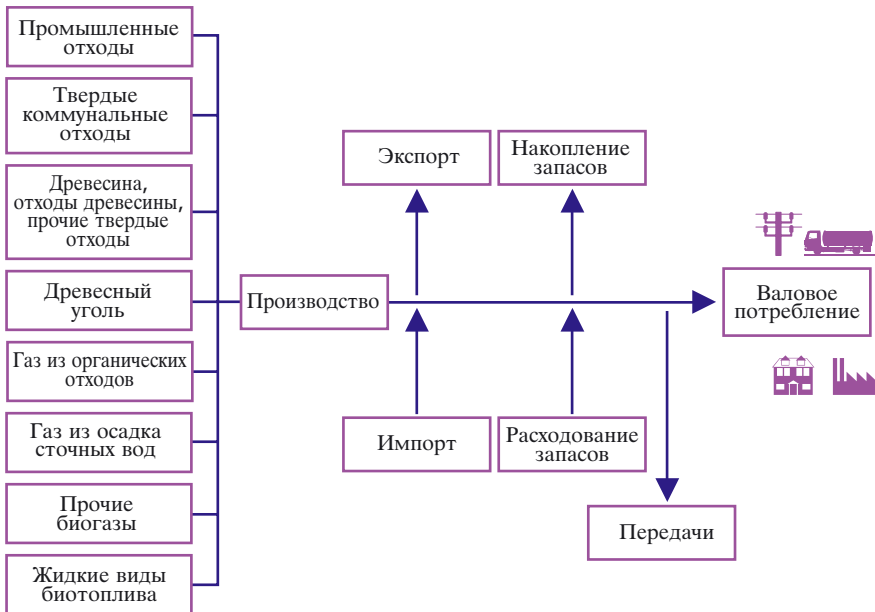 Промышленные
отходы
Твердые
коммунальные
отходы
Древесина,
отходы древесины,
прочие твердые
отходы
Древесный
уголь
Газ из органических
отходов
Газ из осадка
сточных вод
Прочие
биогазы
Жидкие виды
биотоплива
Производство
Экспорт
Накопление
запасов
Импорт
Расходование
запасов
Передачи
Валовое
потребление